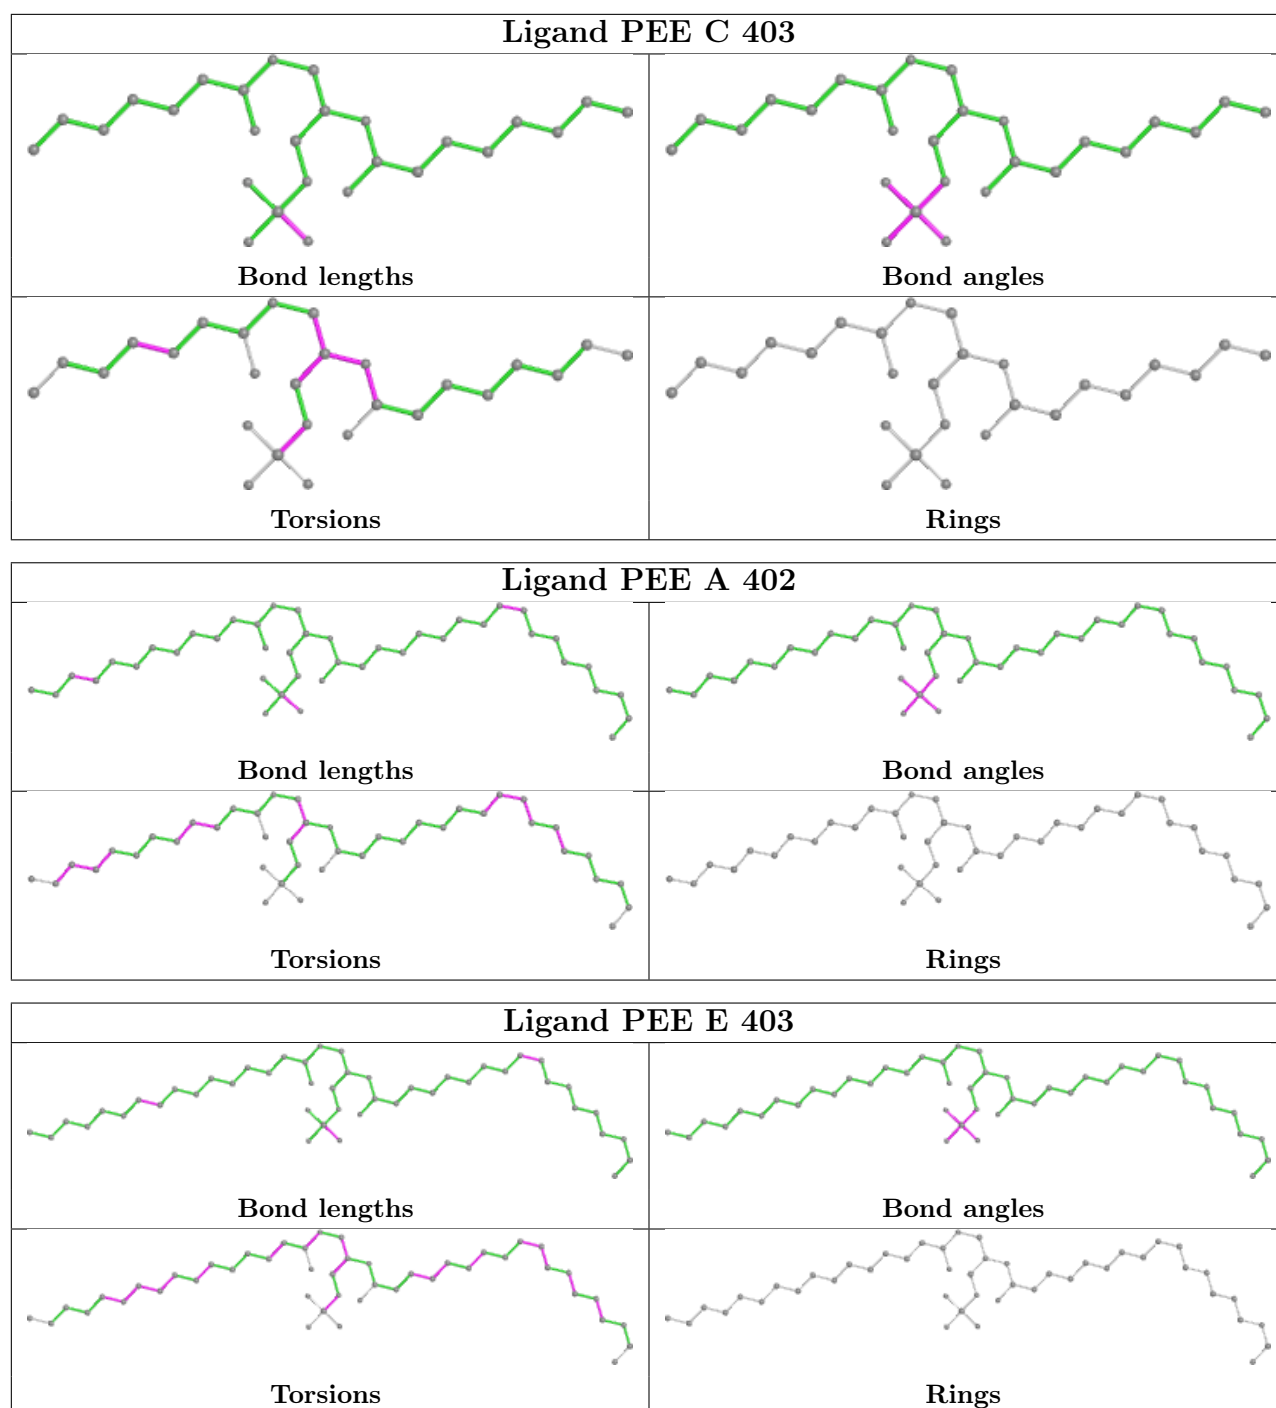 Ligand PEE C 403
Bond lengths
Bond angles
Torsions
Rings
Ligand PEE A 402
Bond lengths
Bond angles
Torsions
Rings
Ligand PEE E 403
Bond lengths
Bond angles
Torsions
Rings